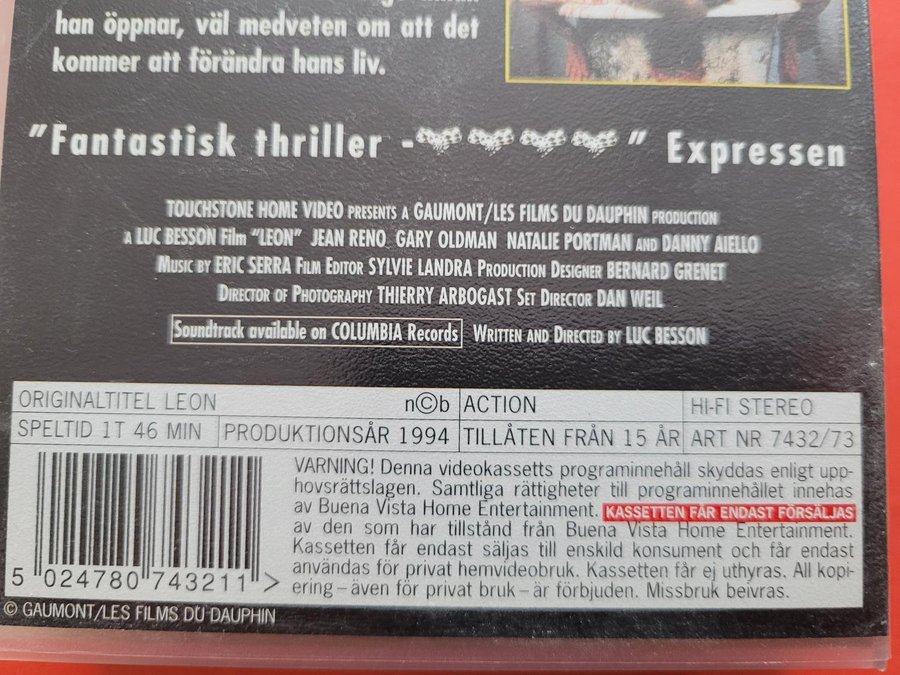 han öppnar, väl medveten om att det
kommer att förändra hans liv.
"Fantastisk thriller - " Expressen
TOUCHSTONE HOME VIDEO PRESENTS A GAUMONT/LES FILMS DU DAUPHIN PRODUCTION
A LUC BESSON Film "LEON" JEAN RENO GARY OLDMAN NATALIE PORTMAN AND DANNY AIELLO
MUSIC BY ERIC SERRA FILM EDITOR SYLVIE LANDRA PRODUCTION DESIGNER BERNARD GRENET
DIRECTOR OF PHOTOGRAPHY THIERRY ARBOGAST SET DIRECTOR DAN WEIL
Soundtrack available on COLUMBIA Records WRITTEN AND DIRECTED BY LUC BESSON
ORIGINALTITEL LEON n©b ACTION HI-FI STEREO
SPELTID 1T 46 MIN PRODUKTIONSÅR 1994 TILLÅTEN FRÅN 15 ÅR ART NR 7432/73
VARNING! Denna videokassetts programinnehåll skyddas enligt upp-
hovsrättslagen. Samtliga rättigheter till programinnehållet innehas
av Buena Vista Home Entertainment. KASSETTEN FÅR ENDAST FÖRSÄLJAS
av den som har tillstånd från Buena Vista Home Entertainment.
Kassetten får endast säljas till enskild konsument och får endast
användas för privat hemvideobruk. Kassetten får ej uthyras. All kopi-
ering – även för privat bruk – är förbjuden. Missbruk beivras.
5 024780 743211 >
© GAUMONT/LES FILMS DU DAUPHIN